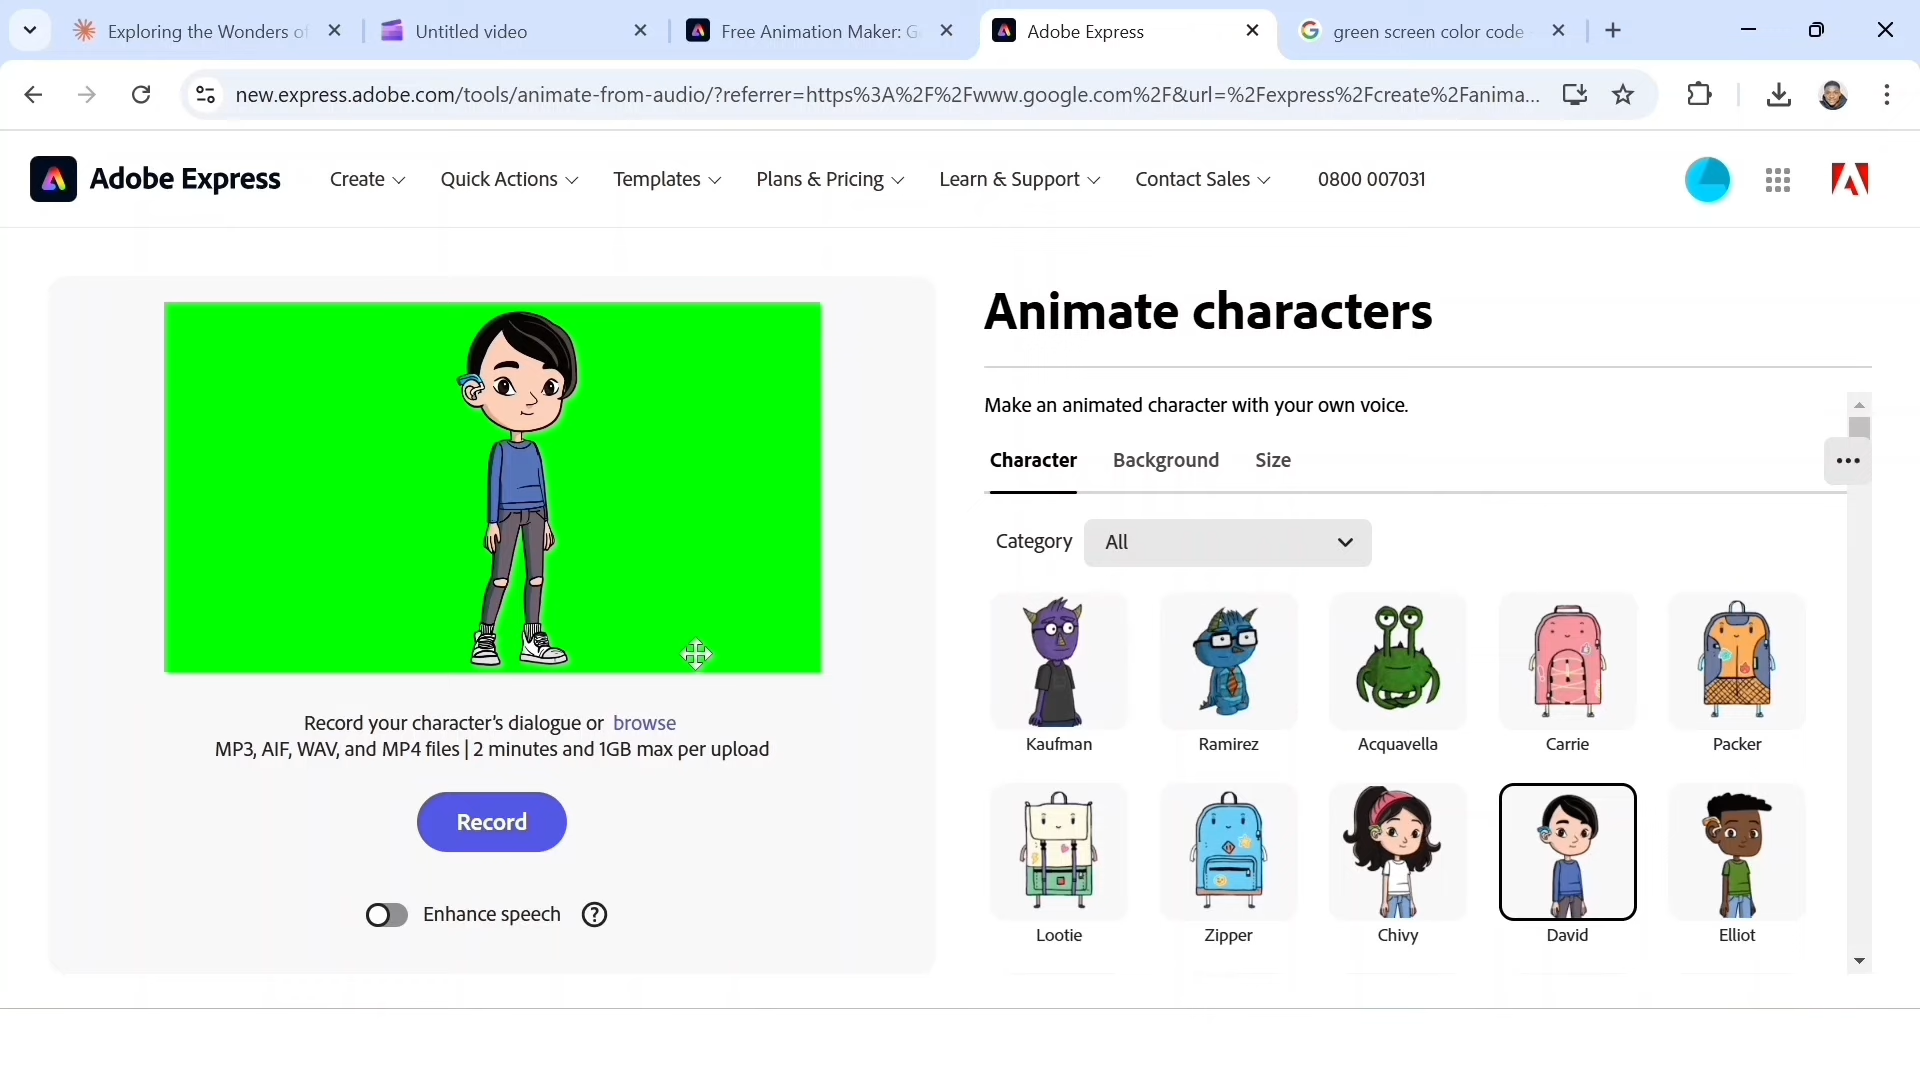 Exploring the Wonders of
Untitled video
Free Animation Maker: G
Adobe Express
green screen color code
new.express.adobe.com/tools/animate-from-audio/?referrer=https%3A%2F%2Fwww.google.com%2F&url=%2Fexpress%2Fcreate%2Fanima...
Adobe Express
Create
Quick Actions
Templates
Plans & Pricing
Learn & Support
Contact Sales
0800 007031
Animate characters
Make an animated character with your own voice.
Character
Background
Size
Category
All
Kaufman
Ramirez
Acquavella
Carrie
Packer
Lootie
Zipper
Chivy
David
Elliot
Record your character's dialogue or browse
MP3, AIF, WAV, and MP4 files | 2 minutes and 1GB max per upload
Record
Enhance speech